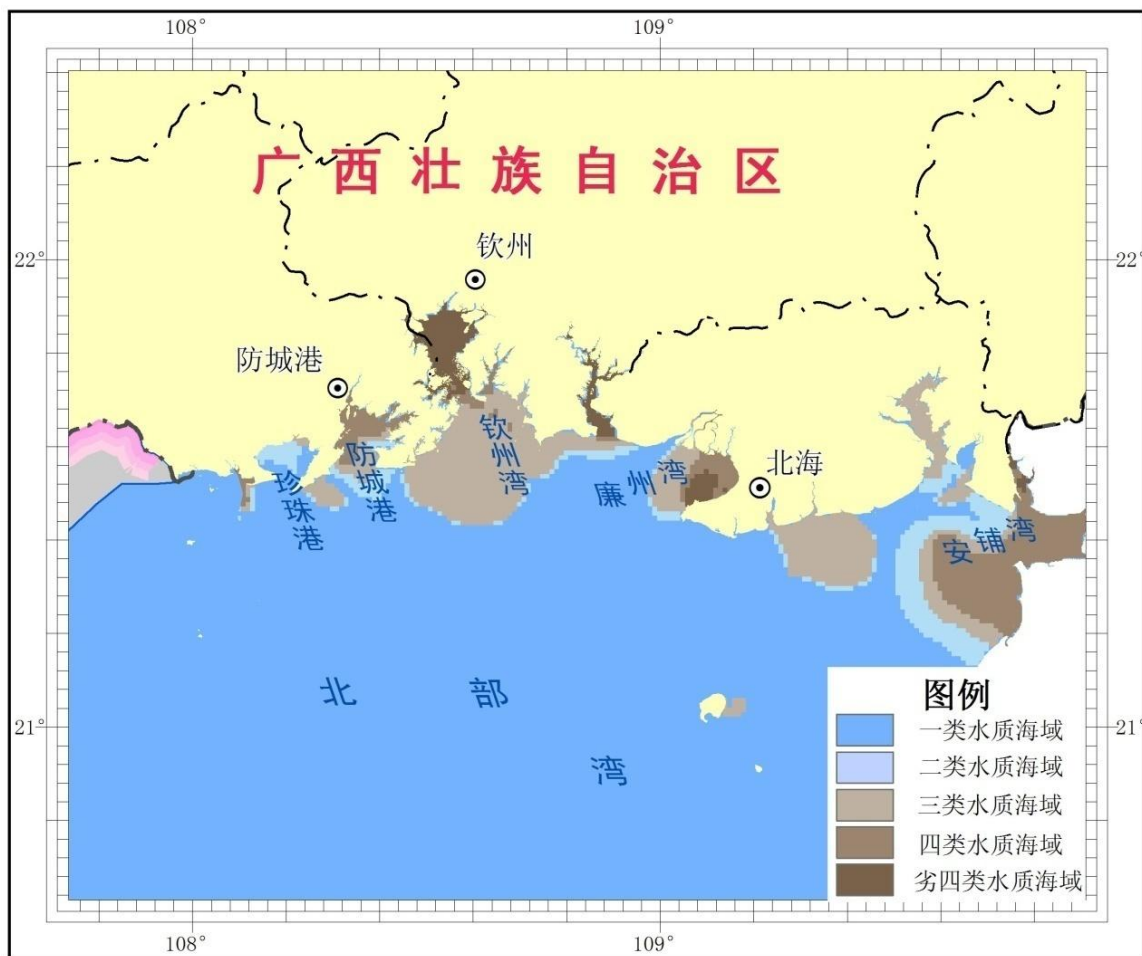 108°
109°
广西壮族自治区
钦州
22°
22°
防城港
钦州湾
防城港
北海
廉州湾
珍珠港
安铺湾
北部湾
图例
21°
21°
一类水质海域
二类水质海域
三类水质海域
四类水质海域
劣四类水质海域
108°
109°